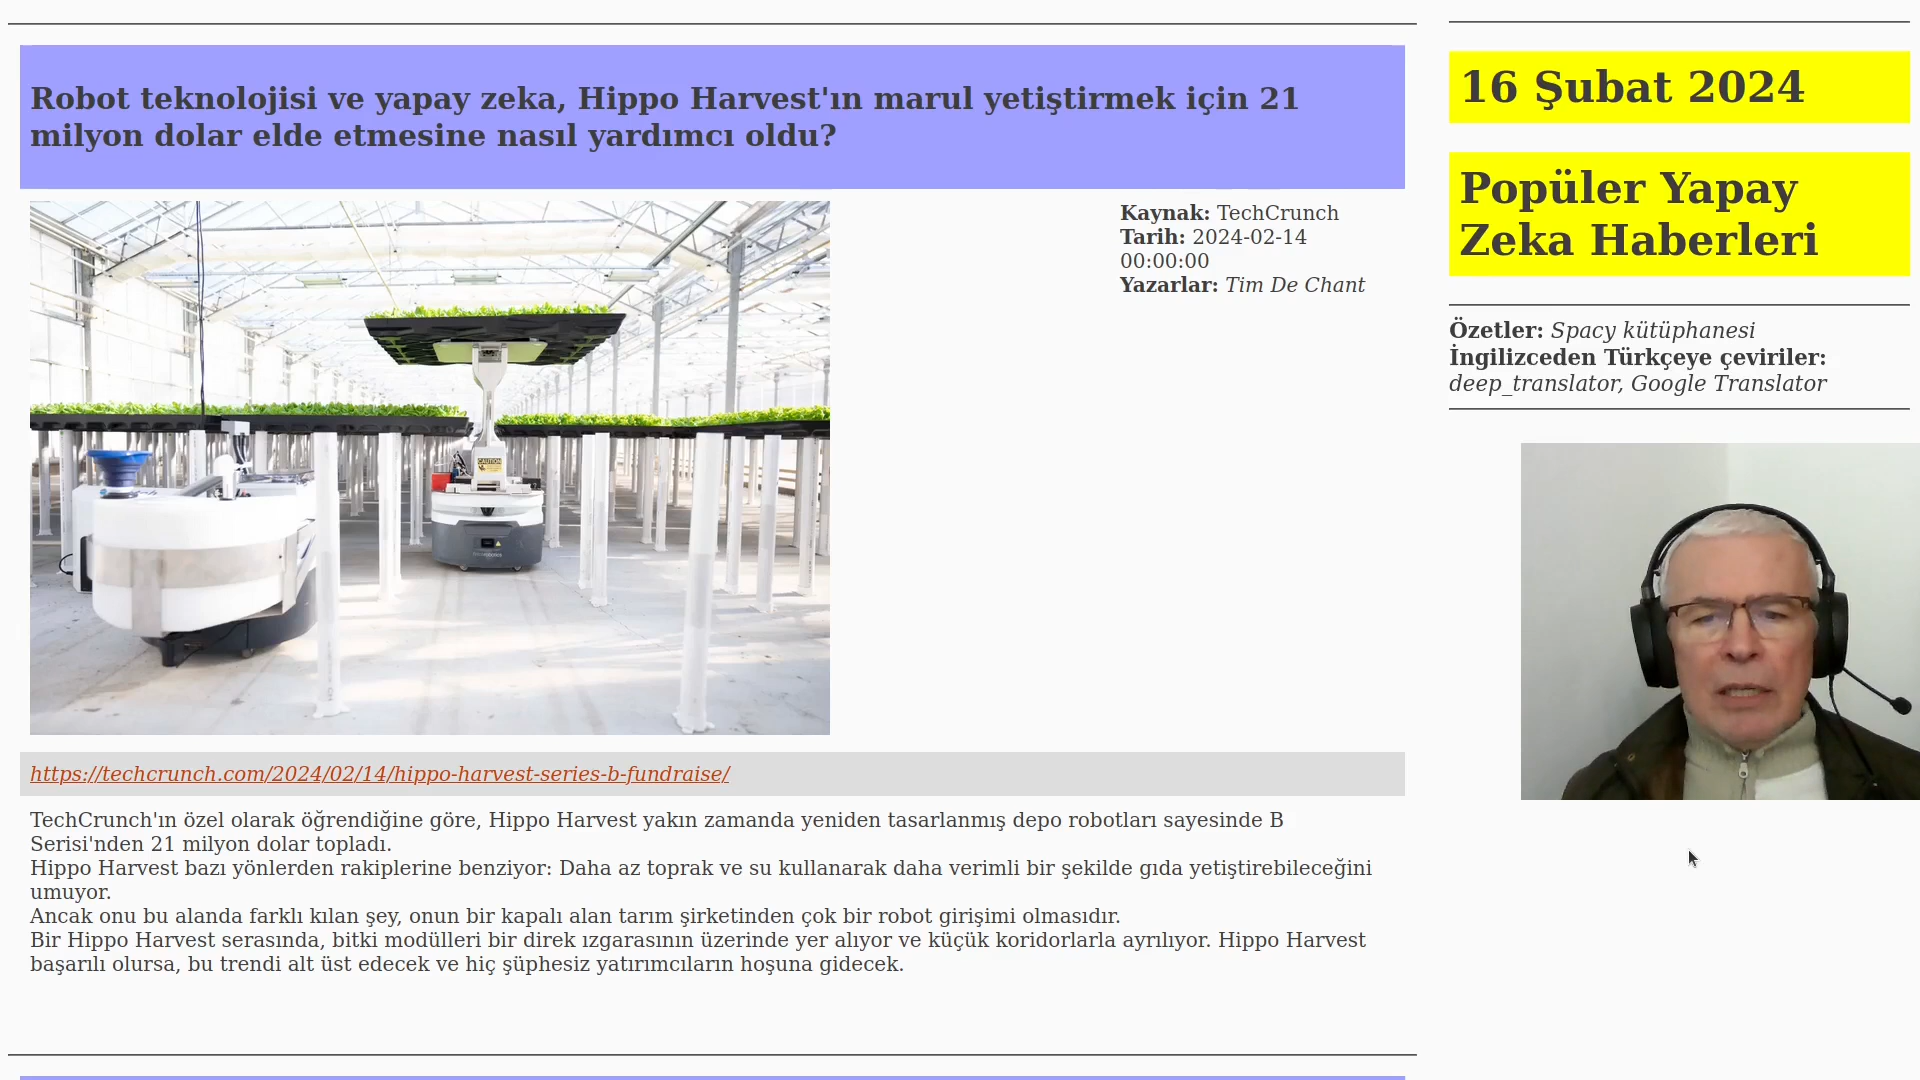 Robot teknolojisi ve yapay zeka, Hippo Harvest'ın marul yetiştirmek için 21
milyon dolar elde etmesine nasıl yardımcı oldu?
Kaynak: TechCrunch
Tarih: 2024-02-14
00:00:00
Yazarlar: Tim De Chant
CAUTION
https://techcrunch.com/2024/02/14/hippo-harvest-series-b-fundraise/
TechCrunch'ın özel olarak öğrendiğine göre, Hippo Harvest yakın zamanda yeniden tasarlanmış depo robotları sayesinde B
Serisi'nden 21 milyon dolar topladı.
Hippo Harvest bazı yönlerden rakiplerine benziyor: Daha az toprak ve su kullanarak daha verimli bir şekilde gıda yetiştirebileceğini
umuyor.
Ancak onu bu alanda farklı kılan şey, onun bir kapalı alan tarım şirketinden çok bir robot girişimi olmasıdır.
Bir Hippo Harvest serasında, bitki modülleri bir direk ızgarasının üzerinde yer alıyor ve küçük koridorlarla ayrılıyor. Hippo Harvest
başarılı olursa, bu trendi alt üst edecek ve hiç şüphesiz yatırımcıların hoşuna gidecek.
16 Şubat 2024
Popüler Yapay
Zeka Haberleri
Özetler: Spacy kütüphanesi
İngilizceden Türkçeye çeviriler:
deep_translator, Google Translator